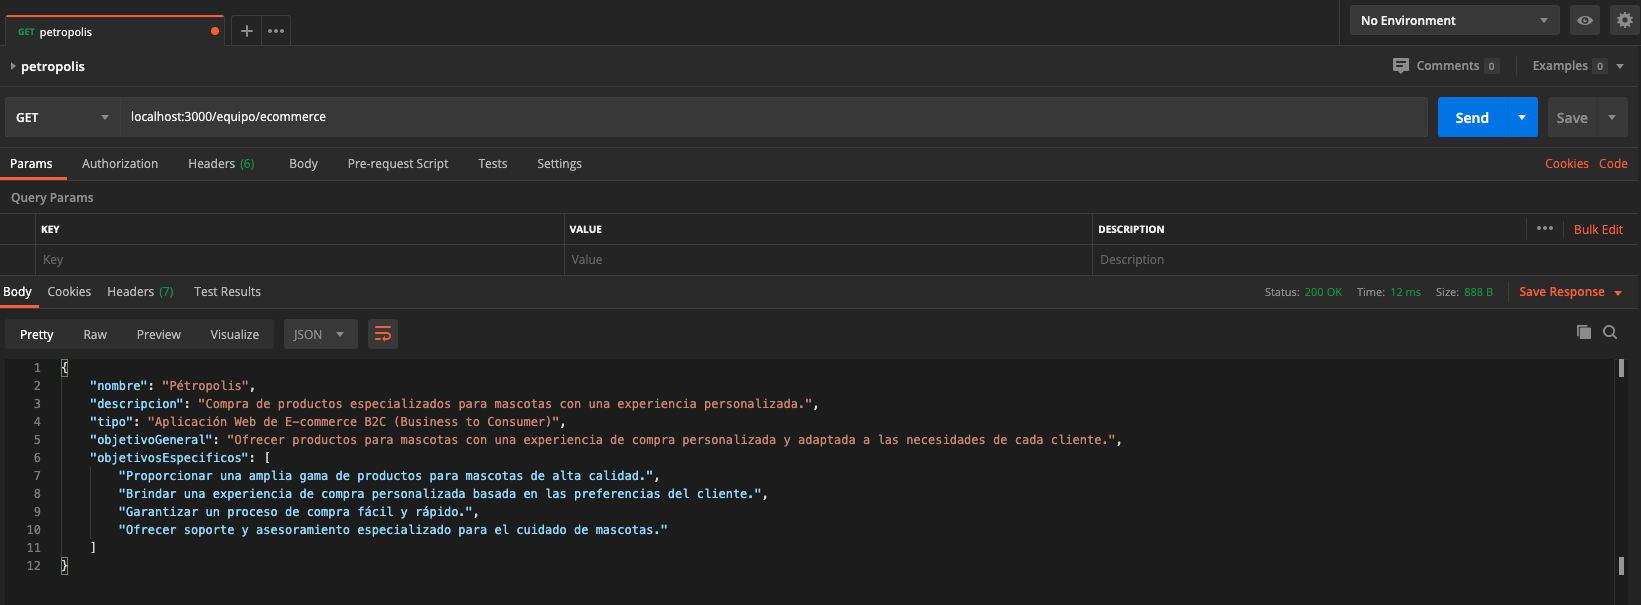 GET petropolis
No Environment
petropolis
Comments 0 Examples 0
GET localhost:3000/equipo/ecommerce Send Save
Params Authorization Headers (6) Body Pre-request Script Tests Settings Cookies Code
Query Params
KEY VALUE DESCRIPTION Bulk Edit
Key Value Description
Body Cookies Headers (7) Test Results Status: 200 OK Time: 12 ms Size: 888 B Save Response
Pretty Raw Preview Visualize JSON
1 {
2 "nombre": "Pétropolis",
3 "descripcion": "Compra de productos especializados para mascotas con una experiencia personalizada.",
4 "tipo": "Aplicación Web de E-commerce B2C (Business to Consumer)",
5 "objetivoGeneral": "Ofrecer productos para mascotas con una experiencia de compra personalizada y adaptada a las necesidades de cada cliente.",
6 "objetivosEspecificos": [
7 "Proporcionar una amplia gama de productos para mascotas de alta calidad.",
8 "Brindar una experiencia de compra personalizada basada en las preferencias del cliente.",
9 "Garantizar un proceso de compra fácil y rápido.",
10 "Ofrecer soporte y asesoramiento especializado para el cuidado de mascotas."
11 ]
12 }